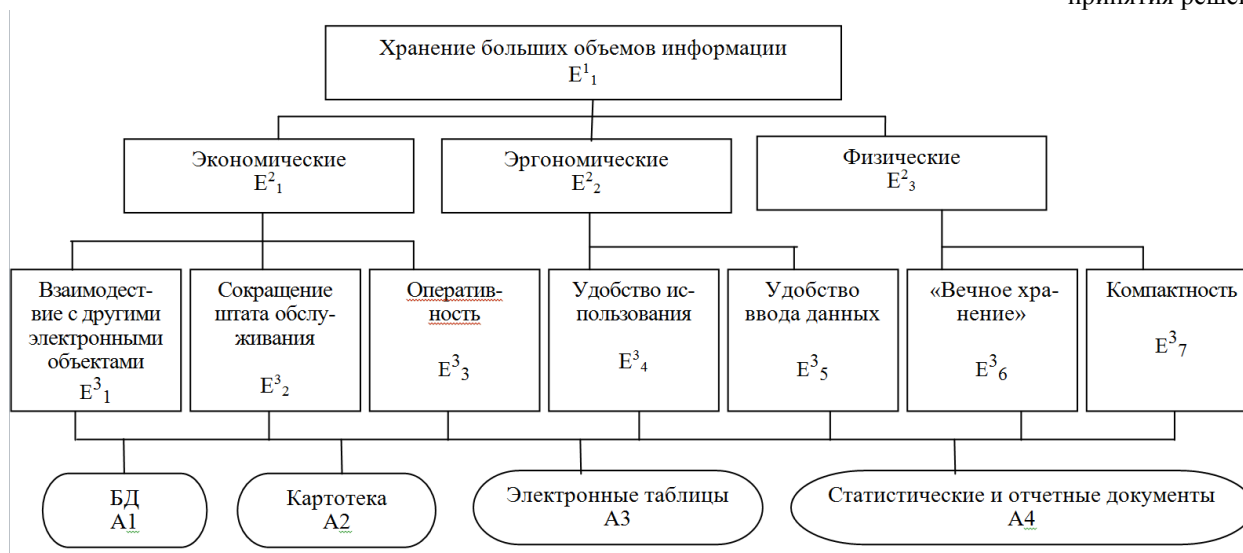 принятия решен
Хранение больших объемов информации
E¹₁
Экономические
E²₁
Эргономические
E²₂
Физические
E²₃
Взаимодест-
вие с другими
электронными
объектами
E³₁
Сокращение
штата обслу-
живания
E³₂
Оператив-
ность
E³₃
Удобство ис-
пользования
E³₄
Удобство
ввода данных
E³₅
«Вечное хра-
нение»
E³₆
Компактность
E³₇
БД
А1
Картотека
А2
Электронные таблицы
А3
Статистические и отчетные документы
А4